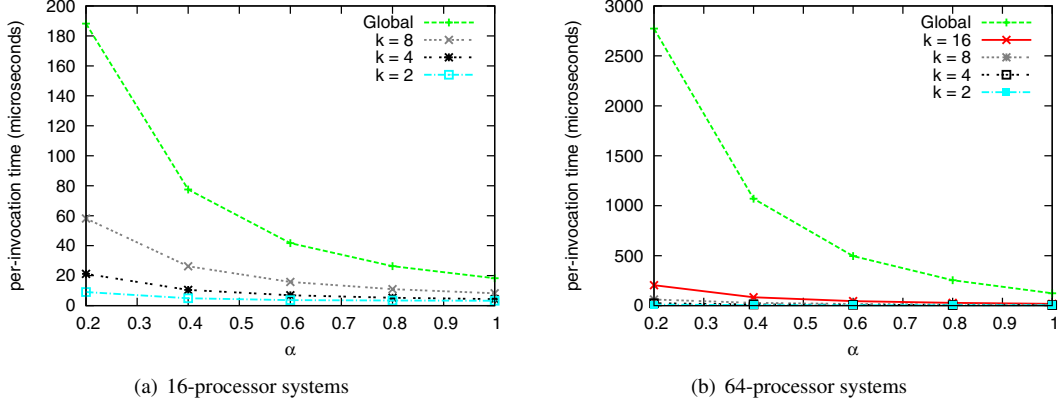 per-invocation time (microseconds)
200
180
160
140
120
100
80
60
40
20
0
Global
k = 8
k = 4
k = 2
0.2 0.3 0.4 0.5 0.6 0.7 0.8 0.9 1
α
(a) 16-processor systems
per-invocation time (microseconds)
3000
2500
2000
1500
1000
500
0
Global
k = 16
k = 8
k = 4
k = 2
0.2 0.3 0.4 0.5 0.6 0.7 0.8 0.9 1
α
(b) 64-processor systems